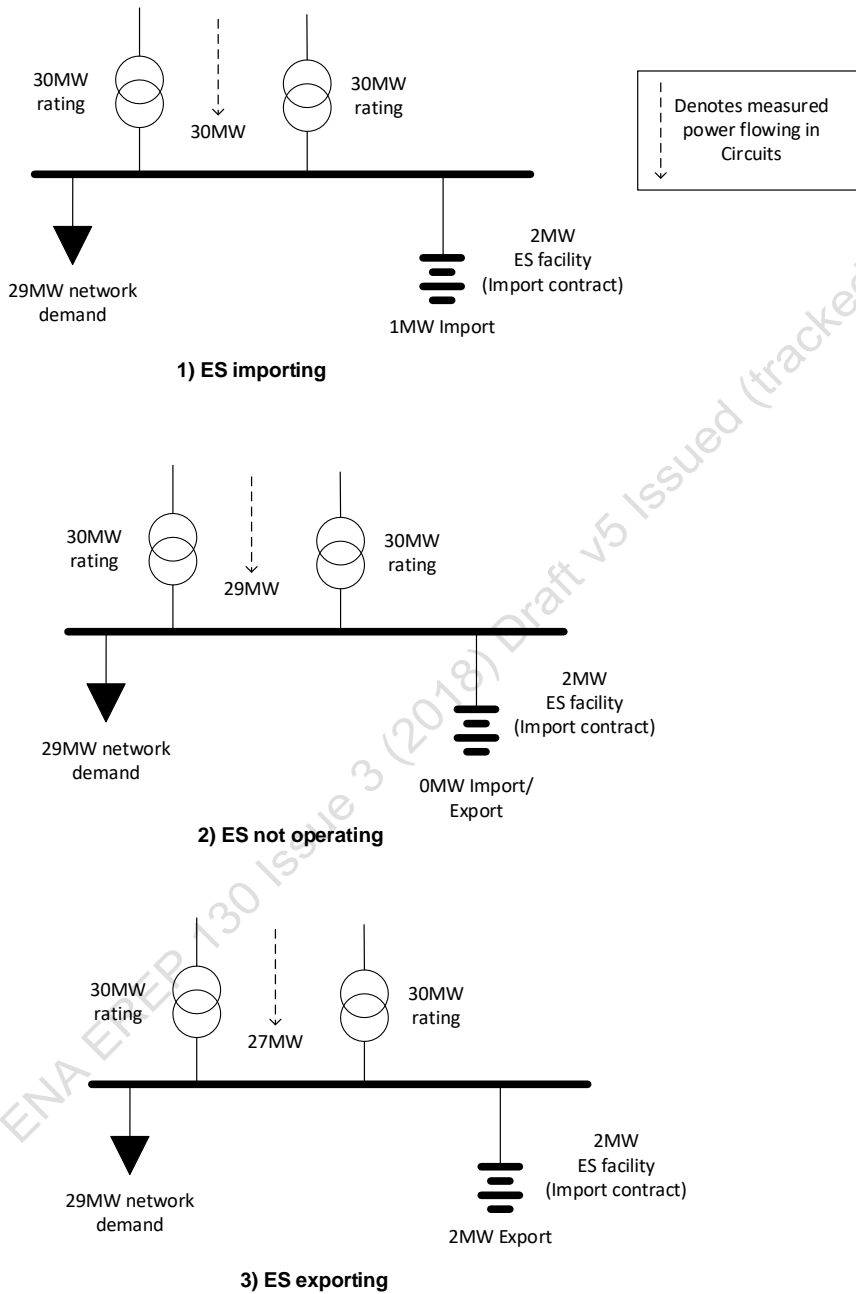 30MW
rating
30MW
30MW
rating
Denotes measured
power flowing in
Circuits
29MW network
demand
2MW
ES facility
(Import contract)
1MW Import
1) ES importing
30MW
rating
29MW
30MW
rating
29MW network
demand
2MW
ES facility
(Import contract)
0MW Import/
Export
2) ES not operating
30MW
rating
27MW
30MW
rating
29MW network
demand
2MW
ES facility
(Import contract)
2MW Export
3) ES exporting
ENA EREP 130 Issue 3 (2018) Draft v5 Issued (tracked